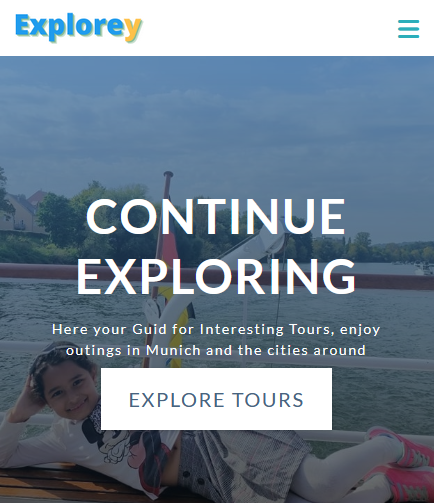 Explorey
CONTINUE
EXPLORING
Here your Guid for Interesting Tours, enjoy
outings in Munich and the cities around
EXPLORE TOURS